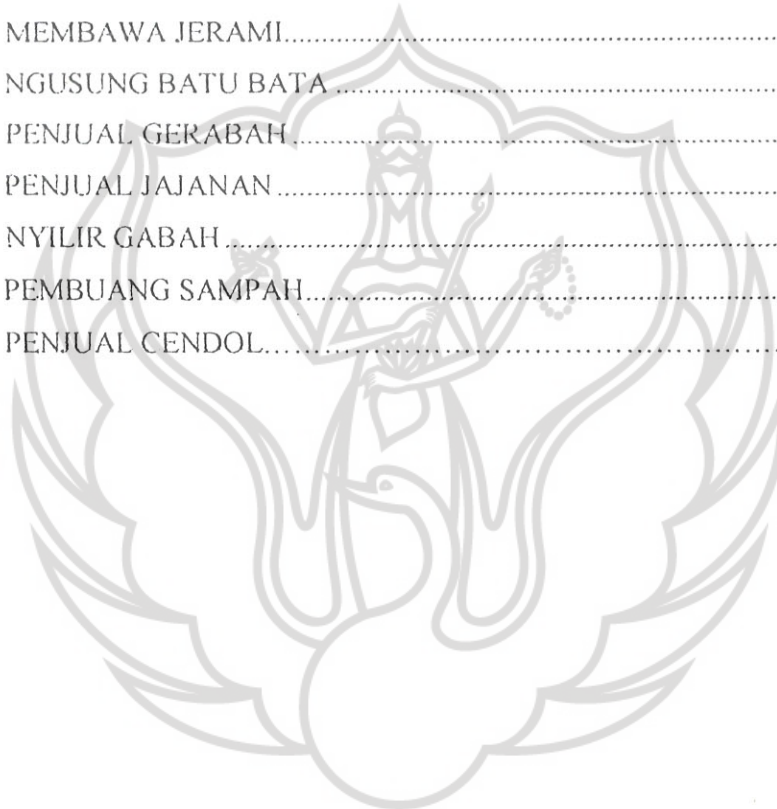 MEMBAWA JERAMI..................................................................
NGUSUNG BATU BATA..................................................................
PENJUAL GERABAH..................................................................
PENJUAL JAJANAN..................................................................
NYILIR GABAH..................................................................
PEMBUANG SAMPAH..................................................................
PENJUAL CENDOL..................................................................